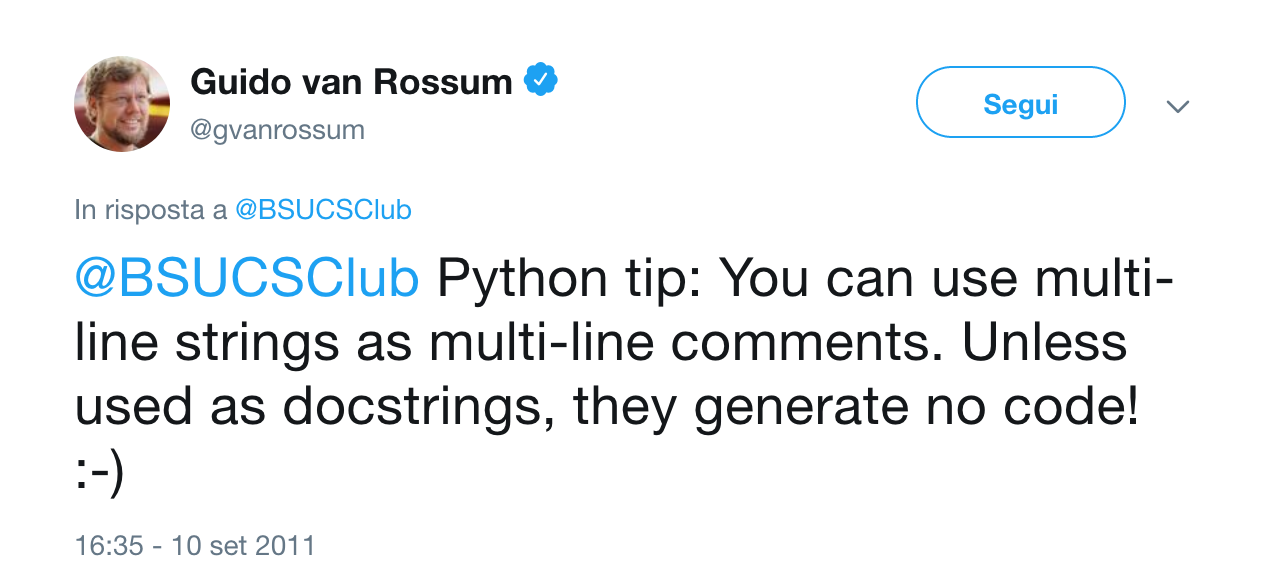 Guido van Rossum
@gvanrossum
Segui
In risposta a @BSUCSClub
@BSUCSClub Python tip: You can use multi-
line strings as multi-line comments. Unless
used as docstrings, they generate no code!
:-)
16:35 - 10 set 2011